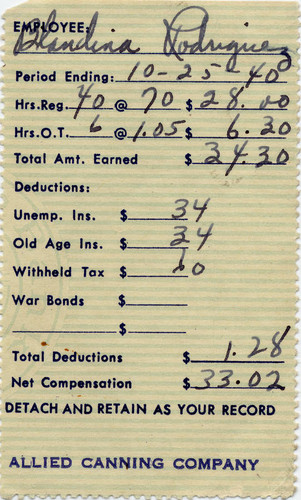 EMPLOYEE: Blandina Rodriguez
Period Ending: 10-25-40
Hrs.Reg. 40 @ 70 $ 28.00
Hrs.O.T. 6 @ 1.05 $ 6.30
Total Amt. Earned $ 34.30
Deductions:
Unemp. Ins. $ 34
Old Age Ins. $ 34
Withheld Tax $ 60
War Bonds $
$
Total Deductions $ 1.28
Net Compensation $ 33.02
DETACH AND RETAIN AS YOUR RECORD
ALLIED CANNING COMPANY